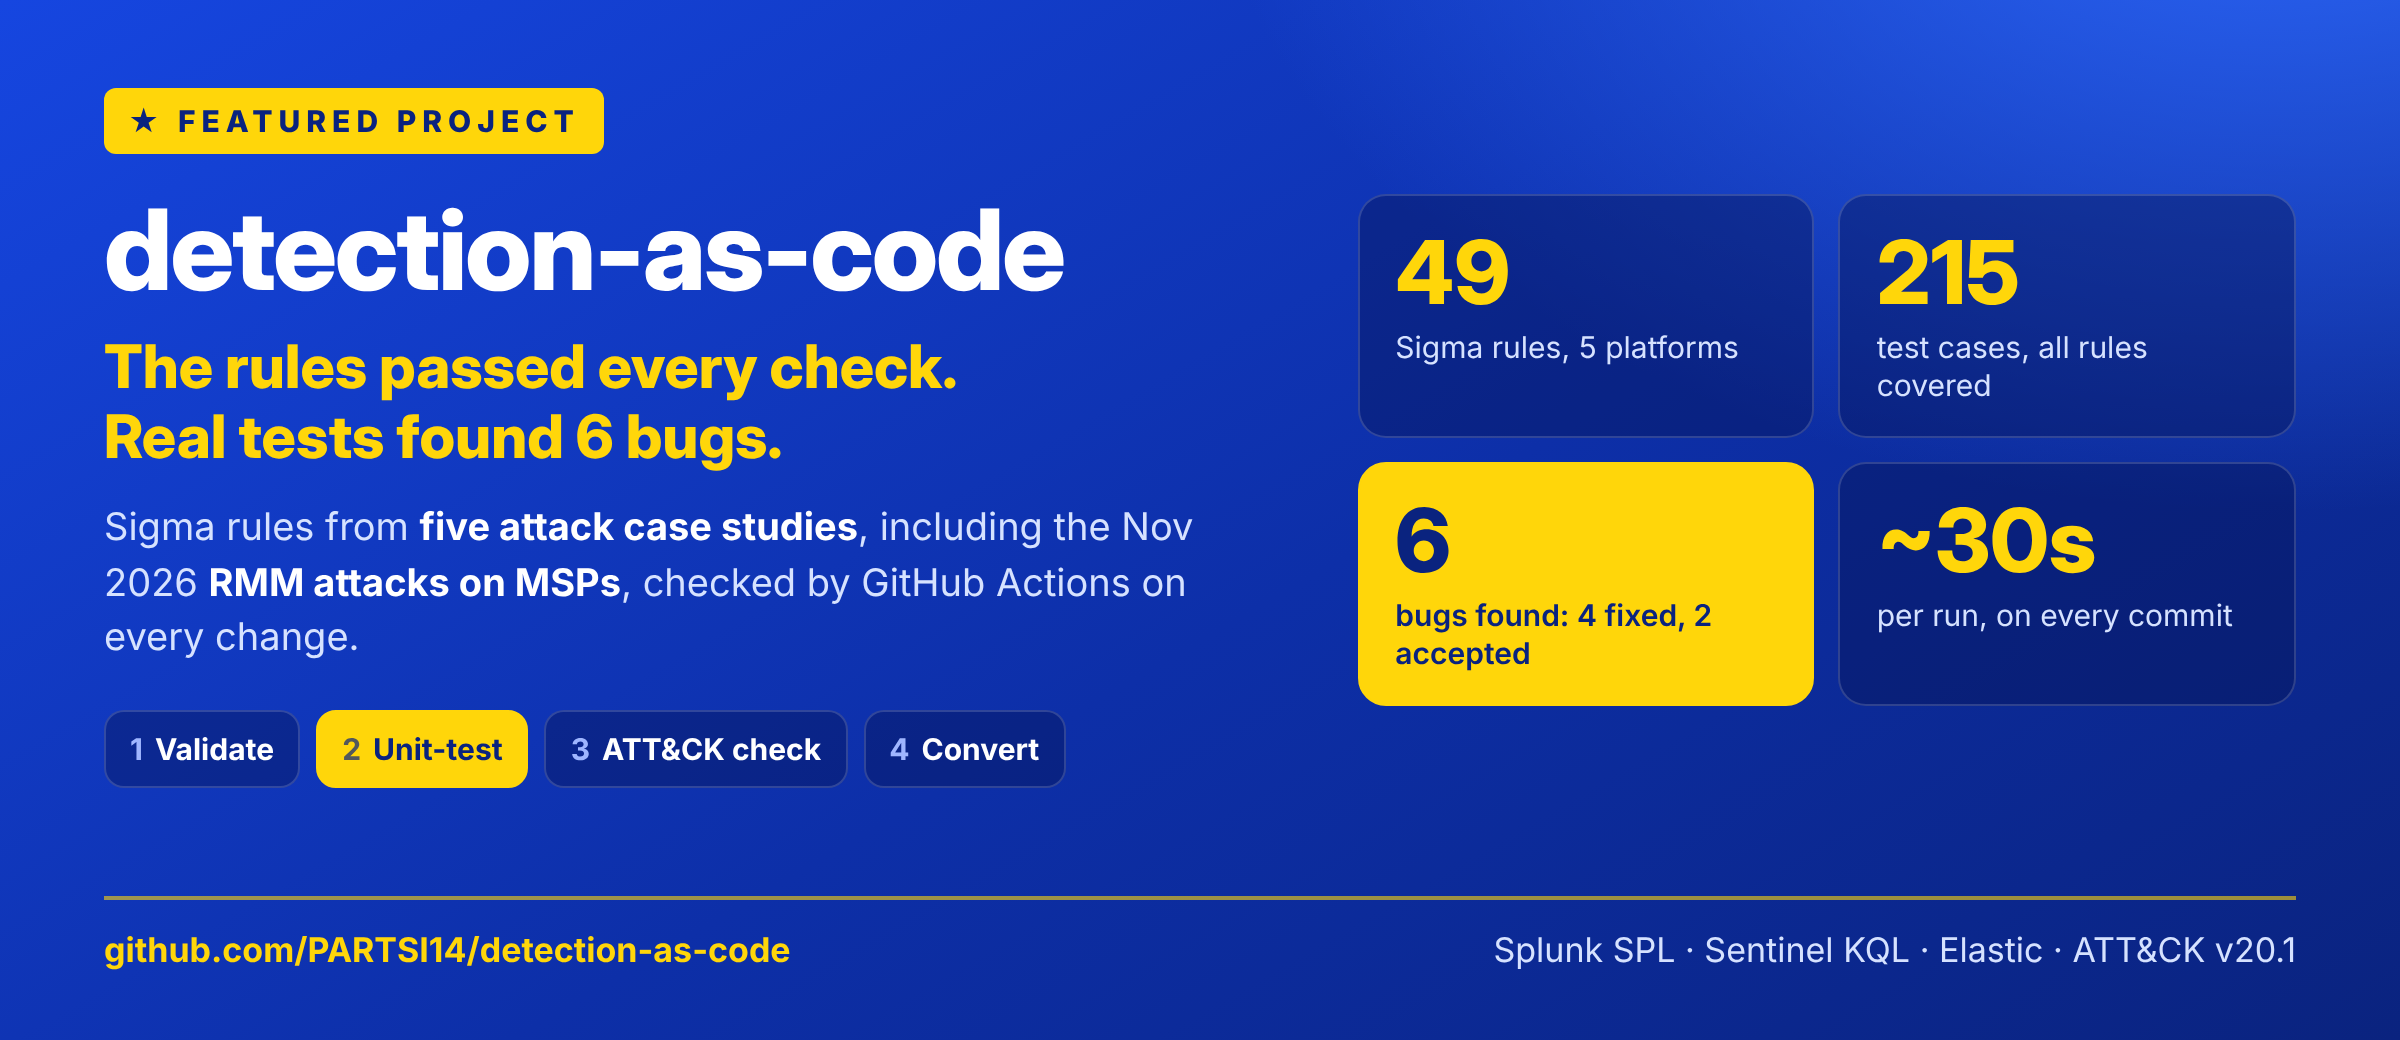 ★ FEATURED PROJECT
detection-as-code
The rules passed every check.
Real tests found 6 bugs.
Sigma rules from five attack case studies, including the Nov
2026 RMM attacks on MSPs, checked by GitHub Actions on
every change.
1 Validate
2 Unit-test
3 ATT&CK check
4 Convert
49
Sigma rules, 5 platforms
215
test cases, all rules
covered
6
bugs found: 4 fixed, 2
accepted
~30s
per run, on every commit
github.com/PARTSI14/detection-as-code
Splunk SPL · Sentinel KQL · Elastic · ATT&CK v20.1